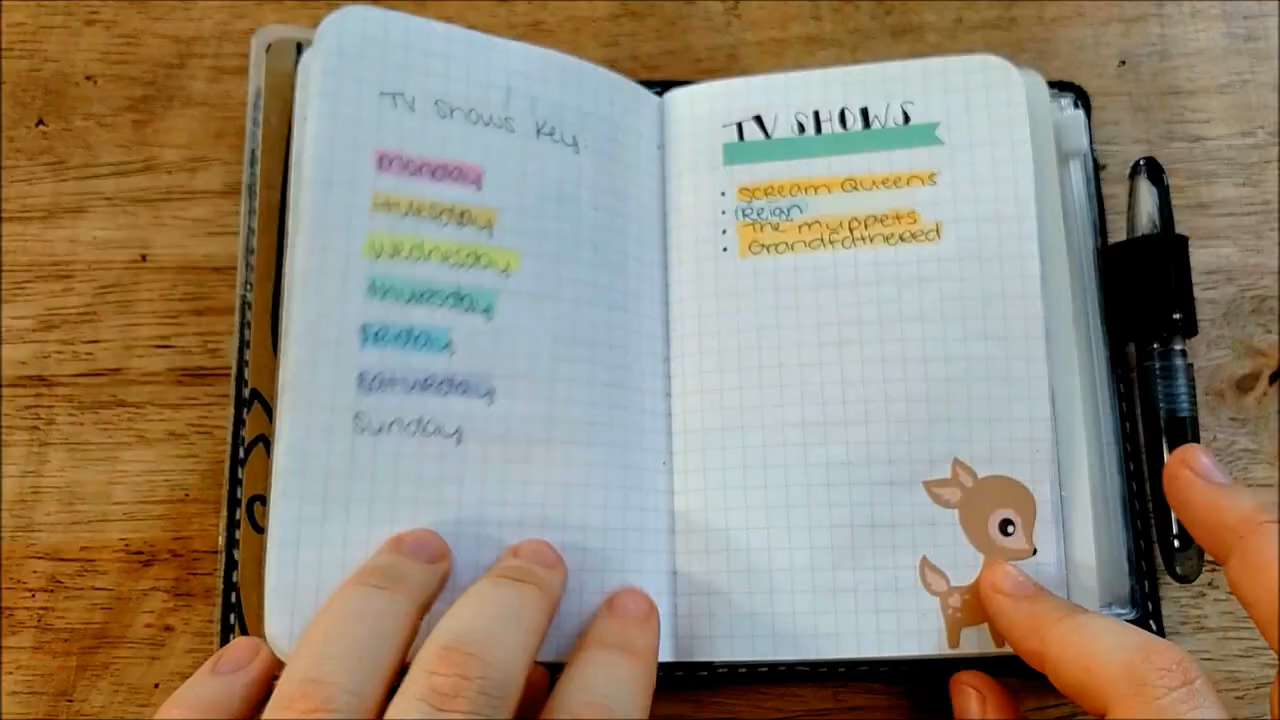 TV shows Key:
monday
tuesday
wednesday
thursday
friday
saturday
Sunday
TV SHOWS
• Scream Queens
• Reign
• The muppets
• Grandfathered